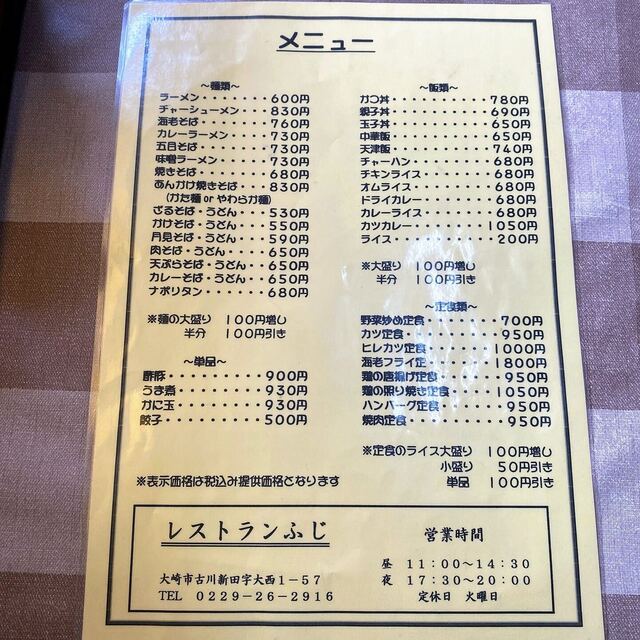 メニュー
～麺類～
ラーメン・・・・・・・６００円
チャーシューメン・・・８３０円
海老そば・・・・・・・７６０円
カレーラーメン・・・・７３０円
五目そば・・・・・・・７３０円
味噌ラーメン・・・・・７３０円
焼きそば・・・・・・・６８０円
あんかけ焼きそば・・・８３０円
（かた麺 or やわらか麺）
ざるそば・うどん・・・５３０円
かけそば・うどん・・・５５０円
月見そば・うどん・・・５９０円
肉そば・うどん・・・・６５０円
天ぷらそば・うどん・・６５０円
カレーそば・うどん・・６５０円
ナポリタン・・・・・・６８０円
※麺の大盛り　１００円増し
半分　１００円引き
～単品～
酢豚・・・・・・・・・９００円
うま煮・・・・・・・・９３０円
かに玉・・・・・・・・９３０円
餃子・・・・・・・・・５００円
～飯類～
かつ丼・・・・・・・・・７８０円
親子丼・・・・・・・・・６９０円
玉子丼・・・・・・・・・６５０円
中華飯・・・・・・・・・６５０円
天津飯・・・・・・・・・７４０円
チャーハン・・・・・・・６８０円
チキンライス・・・・・・６８０円
オムライス・・・・・・・６８０円
ドライカレー・・・・・・６８０円
カレーライス・・・・・・６８０円
カツカレー・・・・・・１０５０円
ライス・・・・・・・・・２００円
※大盛り　１００円増し
半分　１００円引き
～定食類～
野菜炒め定食・・・・・・７００円
カツ定食・・・・・・・・９５０円
ヒレカツ定食・・・・・１０００円
海老フライ定・・・・・１８００円
鶏の唐揚げ定食・・・・・９５０円
鶏の照り焼き定食・・・１０５０円
ハンバーグ定食・・・・・９５０円
焼肉定食・・・・・・・・９５０円
※定食のライス大盛り　１００円増し
小盛り　５０円引き
単品　１００円引き
※表示価格は税込み提供価格となります
レストランふじ
大崎市古川新田字大西１－５７
ＴＥＬ　０２２９－２６－２９１６
営業時間
昼　１１：００～１４：３０
夜　１７：３０～２０：００
定休日　火曜日